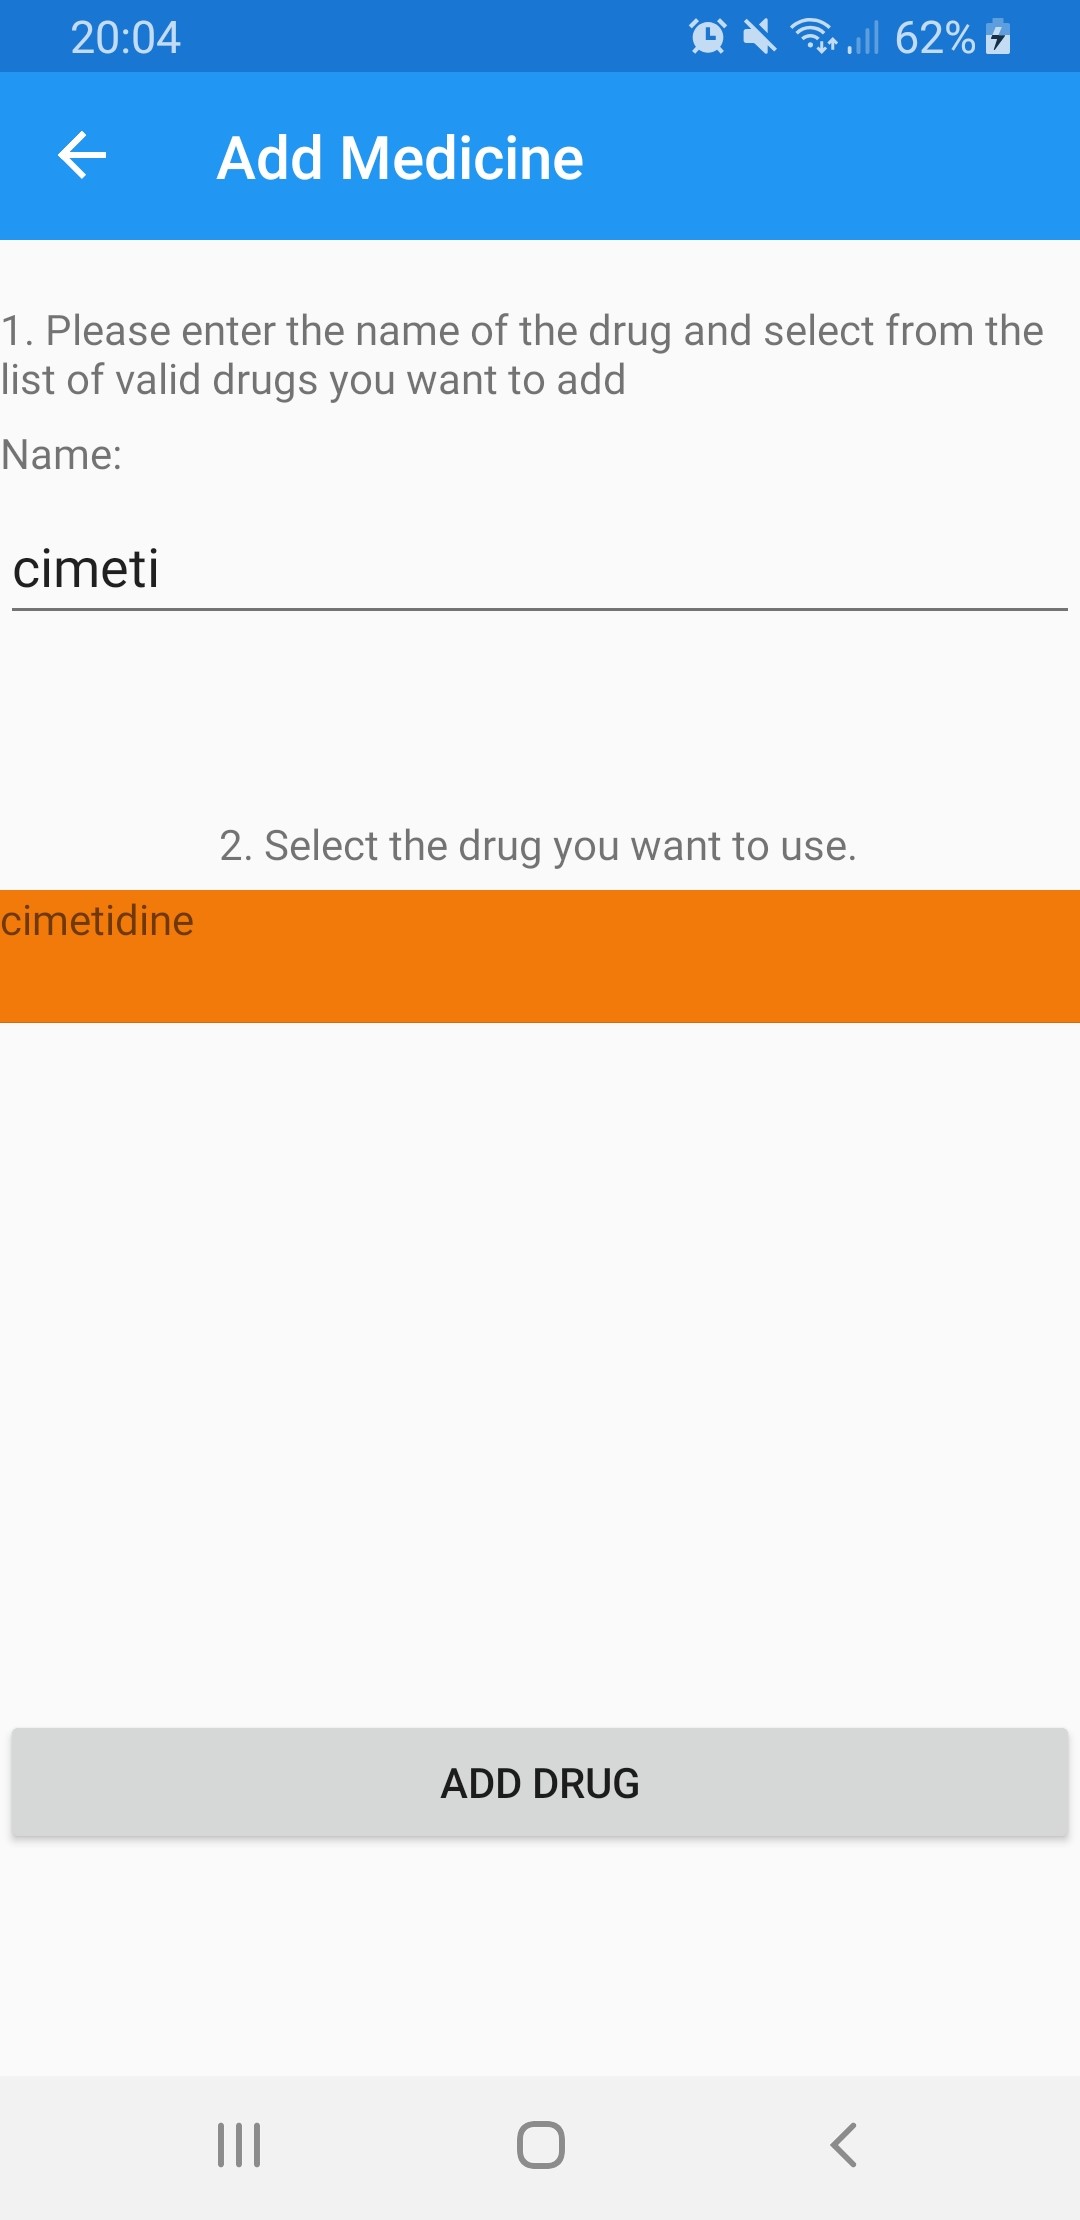 20:04 62%
Add Medicine
1. Please enter the name of the drug and select from the
list of valid drugs you want to add
Name:
cimeti
2. Select the drug you want to use.
cimetidine
ADD DRUG